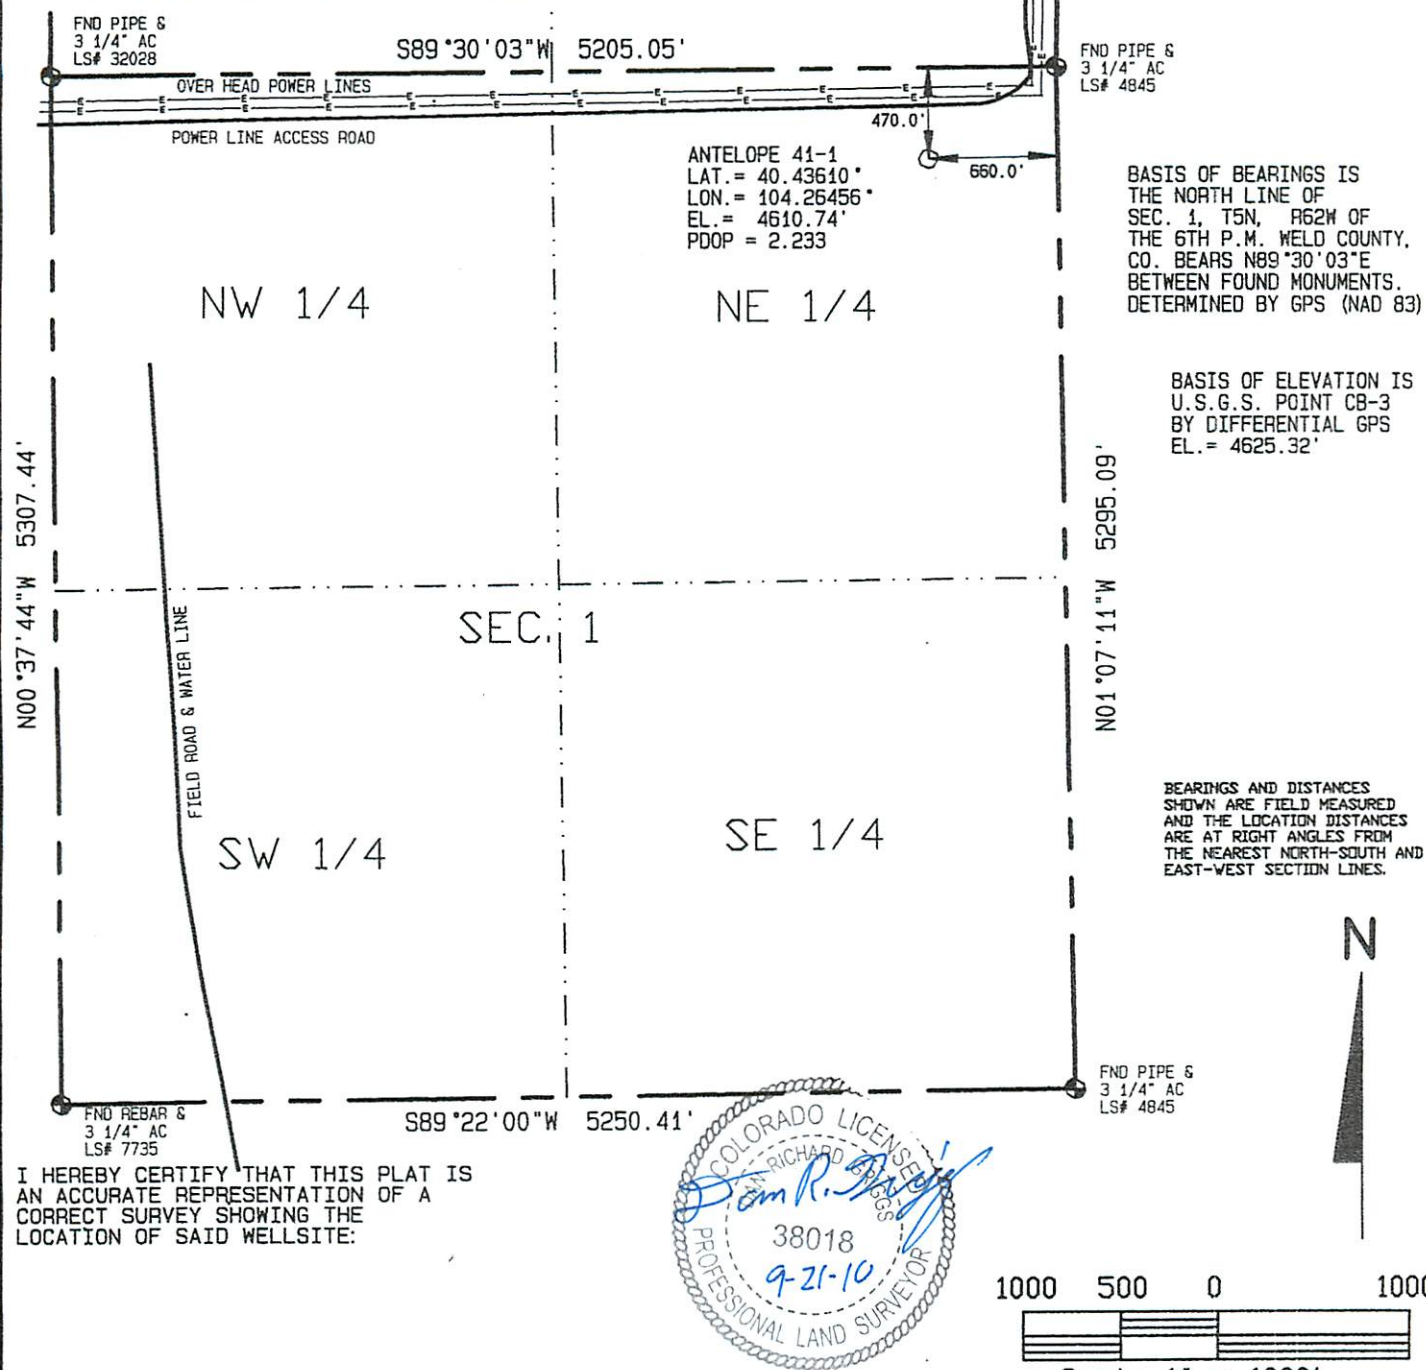 FND PIPE &
3 1/4" AC
LS# 32028
S89°30'03"W 5205.05'
FND PIPE &
3 1/4" AC
LS# 4845
OVER HEAD POWER LINES
E E E E E E E E E E E E
E E E E E E E E E E E
E
E
POWER LINE ACCESS ROAD
470.0'
660.0'
ANTELOPE 41-1
LAT.= 40.43610°
LON.= 104.26456°
EL.= 4610.74'
PDOP = 2.233
BASIS OF BEARINGS IS
THE NORTH LINE OF
SEC. 1, T5N, R62W OF
THE 6TH P.M. WELD COUNTY,
CO. BEARS N89°30'03"E
BETWEEN FOUND MONUMENTS.
DETERMINED BY GPS (NAD 83)
NW 1/4
NE 1/4
BASIS OF ELEVATION IS
U.S.G.S. POINT CB-3
BY DIFFERENTIAL GPS
EL.= 4625.32'
N00°37'44"W 5307.44'
N01°07'11"W 5295.09'
SEC. 1
FIELD ROAD & WATER LINE
SW 1/4
SE 1/4
BEARINGS AND DISTANCES
SHOWN ARE FIELD MEASURED
AND THE LOCATION DISTANCES
ARE AT RIGHT ANGLES FROM
THE NEAREST NORTH-SOUTH AND
EAST-WEST SECTION LINES.
N
FND REBAR &
3 1/4" AC
LS# 7735
S89°22'00"W 5250.41'
FND PIPE &
3 1/4" AC
LS# 4845
I HEREBY CERTIFY THAT THIS PLAT IS
AN ACCURATE REPRESENTATION OF A
CORRECT SURVEY SHOWING THE
LOCATION OF SAID WELLSITE:
COLORADO LICENSED
RICHARD GRIGGS
38018
9-21-10
PROFESSIONAL LAND SURVEYOR
1000 500 0